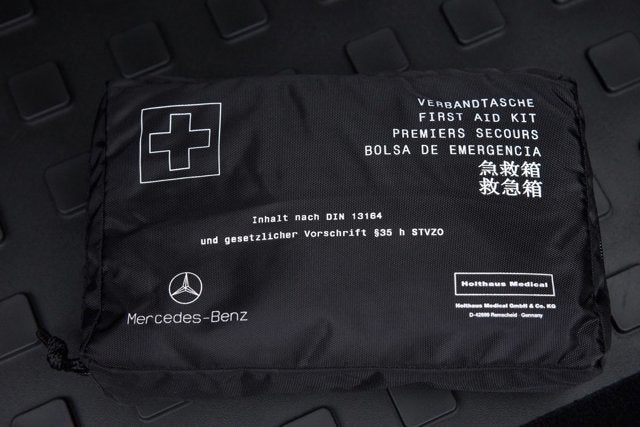 VERBANDTASCHE
FIRST AID KIT
PREMIERS SECOURS
BOLSA DE EMERGENCIA
急救箱
救急箱
Inhalt nach DIN 13164
und gesetzlicher Vorschrift §35 h STVZO
Mercedes-Benz
Holthaus Medical
Holthaus Medical GmbH & Co. KG
D-42899 Remscheid · Germany